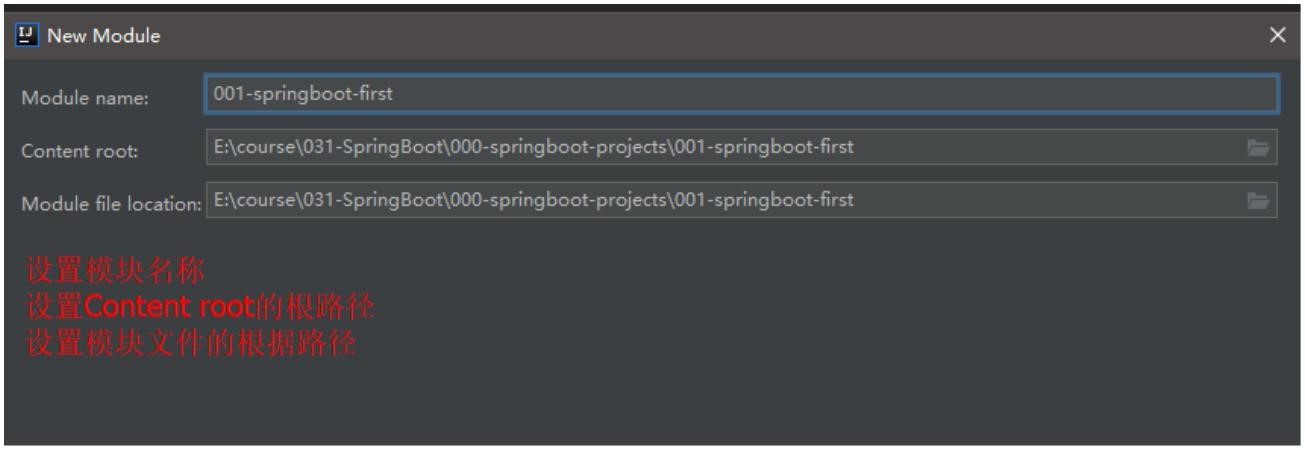 New Module
Module name: 001-springboot-first
Content root: E:\course\031-SpringBoot\000-springboot-projects\001-springboot-first
Module file location: E:\course\031-SpringBoot\000-springboot-projects\001-springboot-first
设置模块名称
设置Content root的根路径
设置模块文件的根据路径